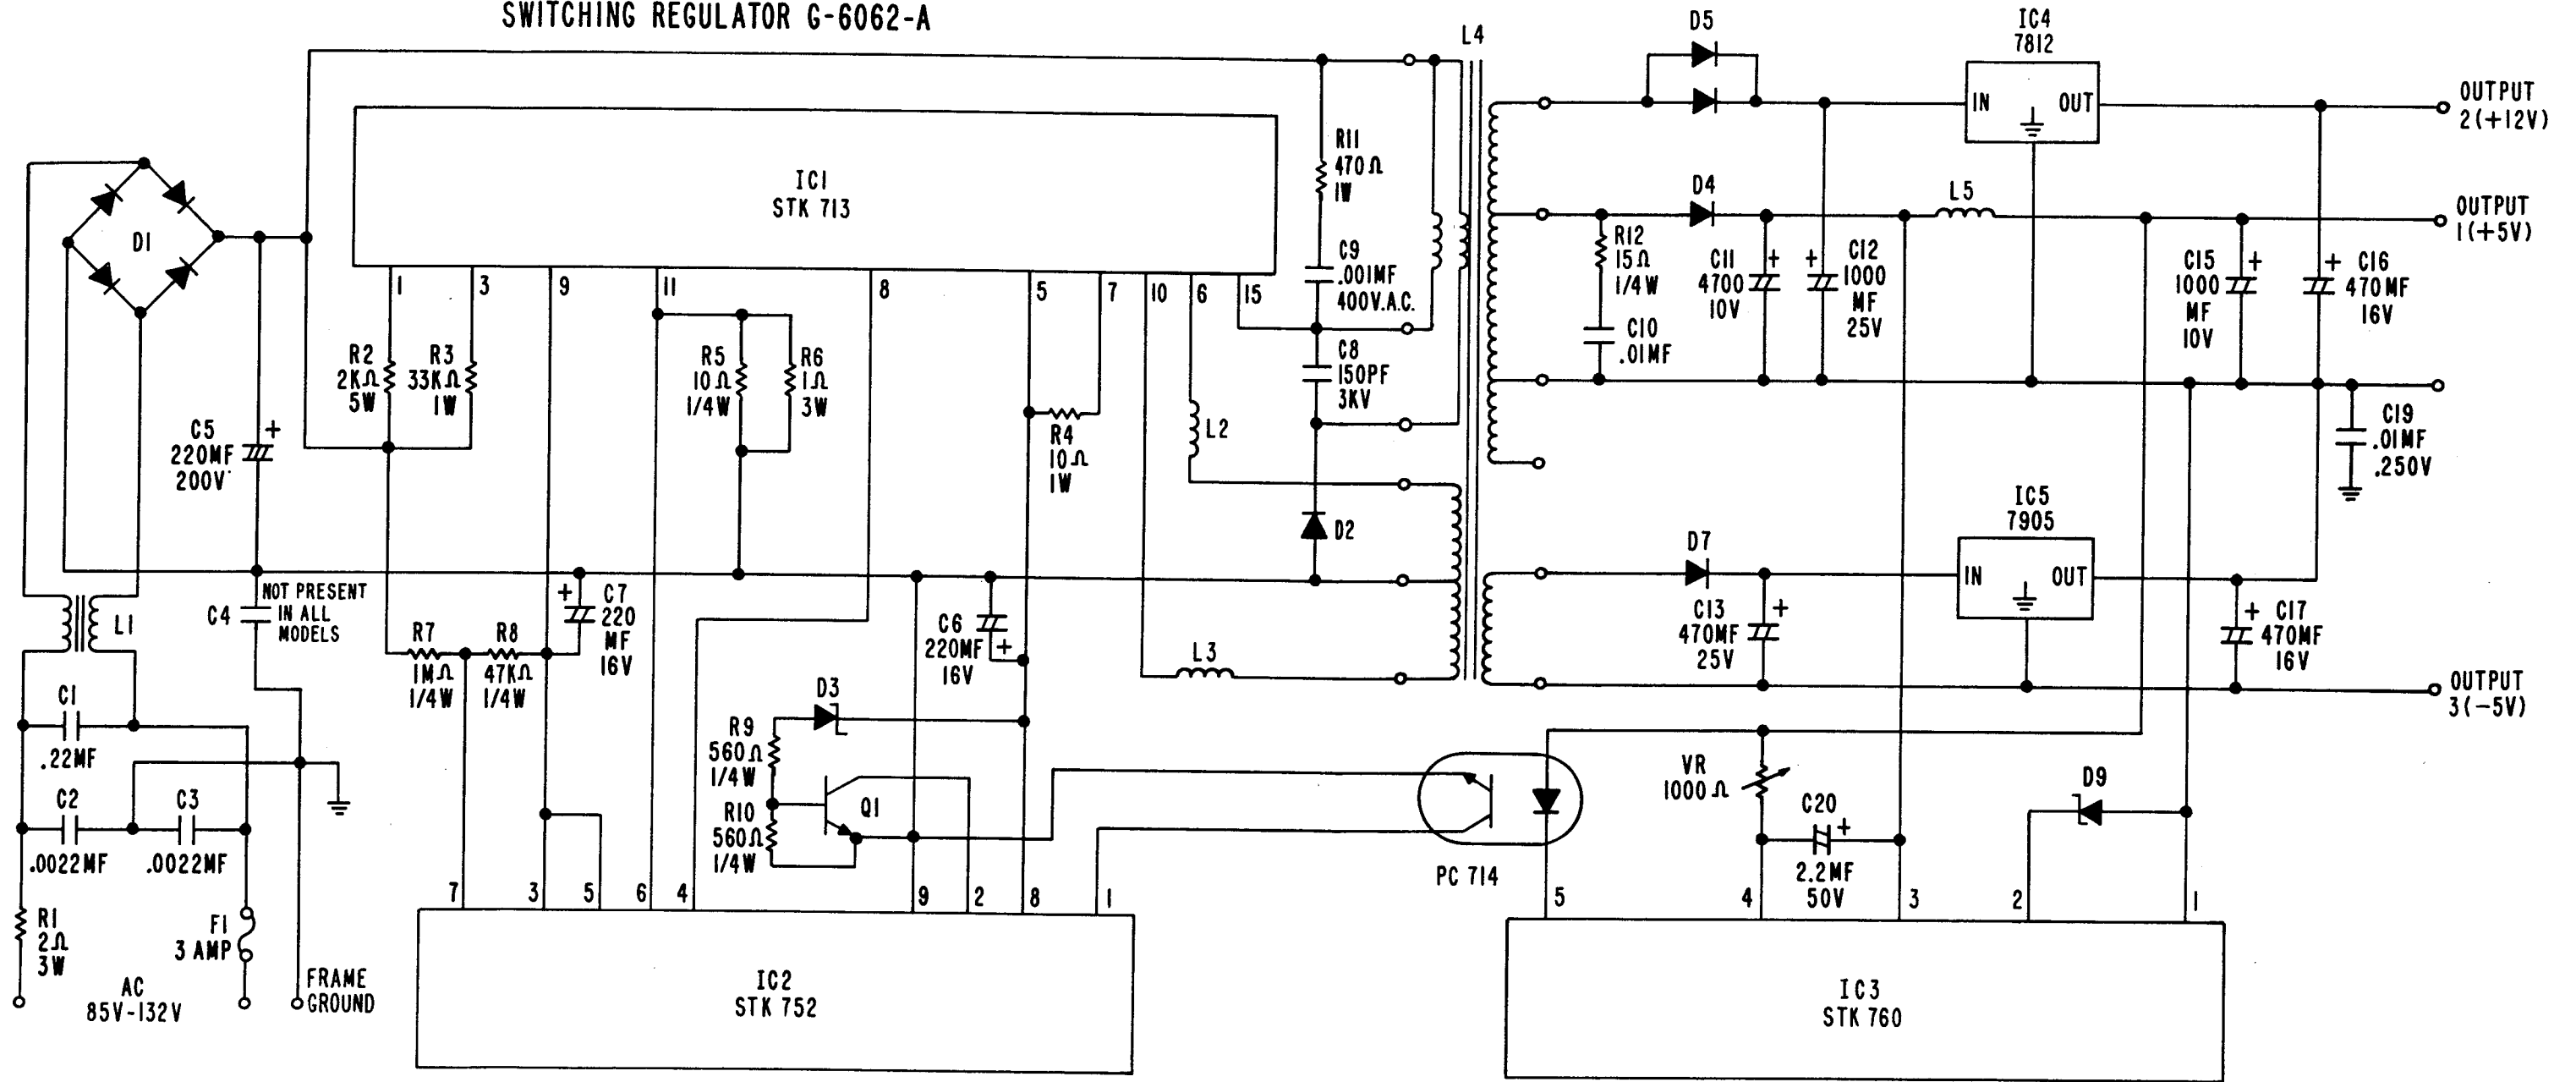 SWITCHING REGULATOR G-6062-A
D1
C5
220MF
200V
+
IC1
STK 713
1
3
9
11
8
5
7
10
6
15
R2
2KΩ
5W
R3
33KΩ
1W
R5
10Ω
1/4W
R6
1Ω
3W
R4
10Ω
1W
L2
L3
R11
470Ω
1W
C9
.001MF
400V.A.C.
C8
150PF
3KV
D2
L4
D5
IC4
7812
IN
OUT
OUTPUT
2(+12V)
D4
L5
OUTPUT
1(+5V)
R12
15Ω
1/4W
C10
.01MF
C11
4700
10V
+
+
C12
1000
MF
25V
C15
1000
MF
10V
+
+
C16
470MF
16V
C19
.01MF
.250V
IC5
7905
IN
OUT
D7
C13
470MF
25V
+
+
C17
470MF
16V
OUTPUT
3(-5V)
L1
C4
NOT PRESENT
IN ALL
MODELS
C1
.22MF
C2
.0022MF
C3
.0022MF
R1
2Ω
3W
F1
3 AMP
AC
85V-132V
FRAME
GROUND
R7
1MΩ
1/4W
R8
47KΩ
1/4W
+
C7
220
MF
16V
C6
220MF
16V
+
D3
R9
560Ω
1/4W
R10
560Ω
1/4W
Q1
7
3
5
6
4
9
2
8
1
IC2
STK 752
PC 714
VR
1000Ω
C20
+
2.2MF
50V
D9
5
4
3
2
1
IC3
STK 760